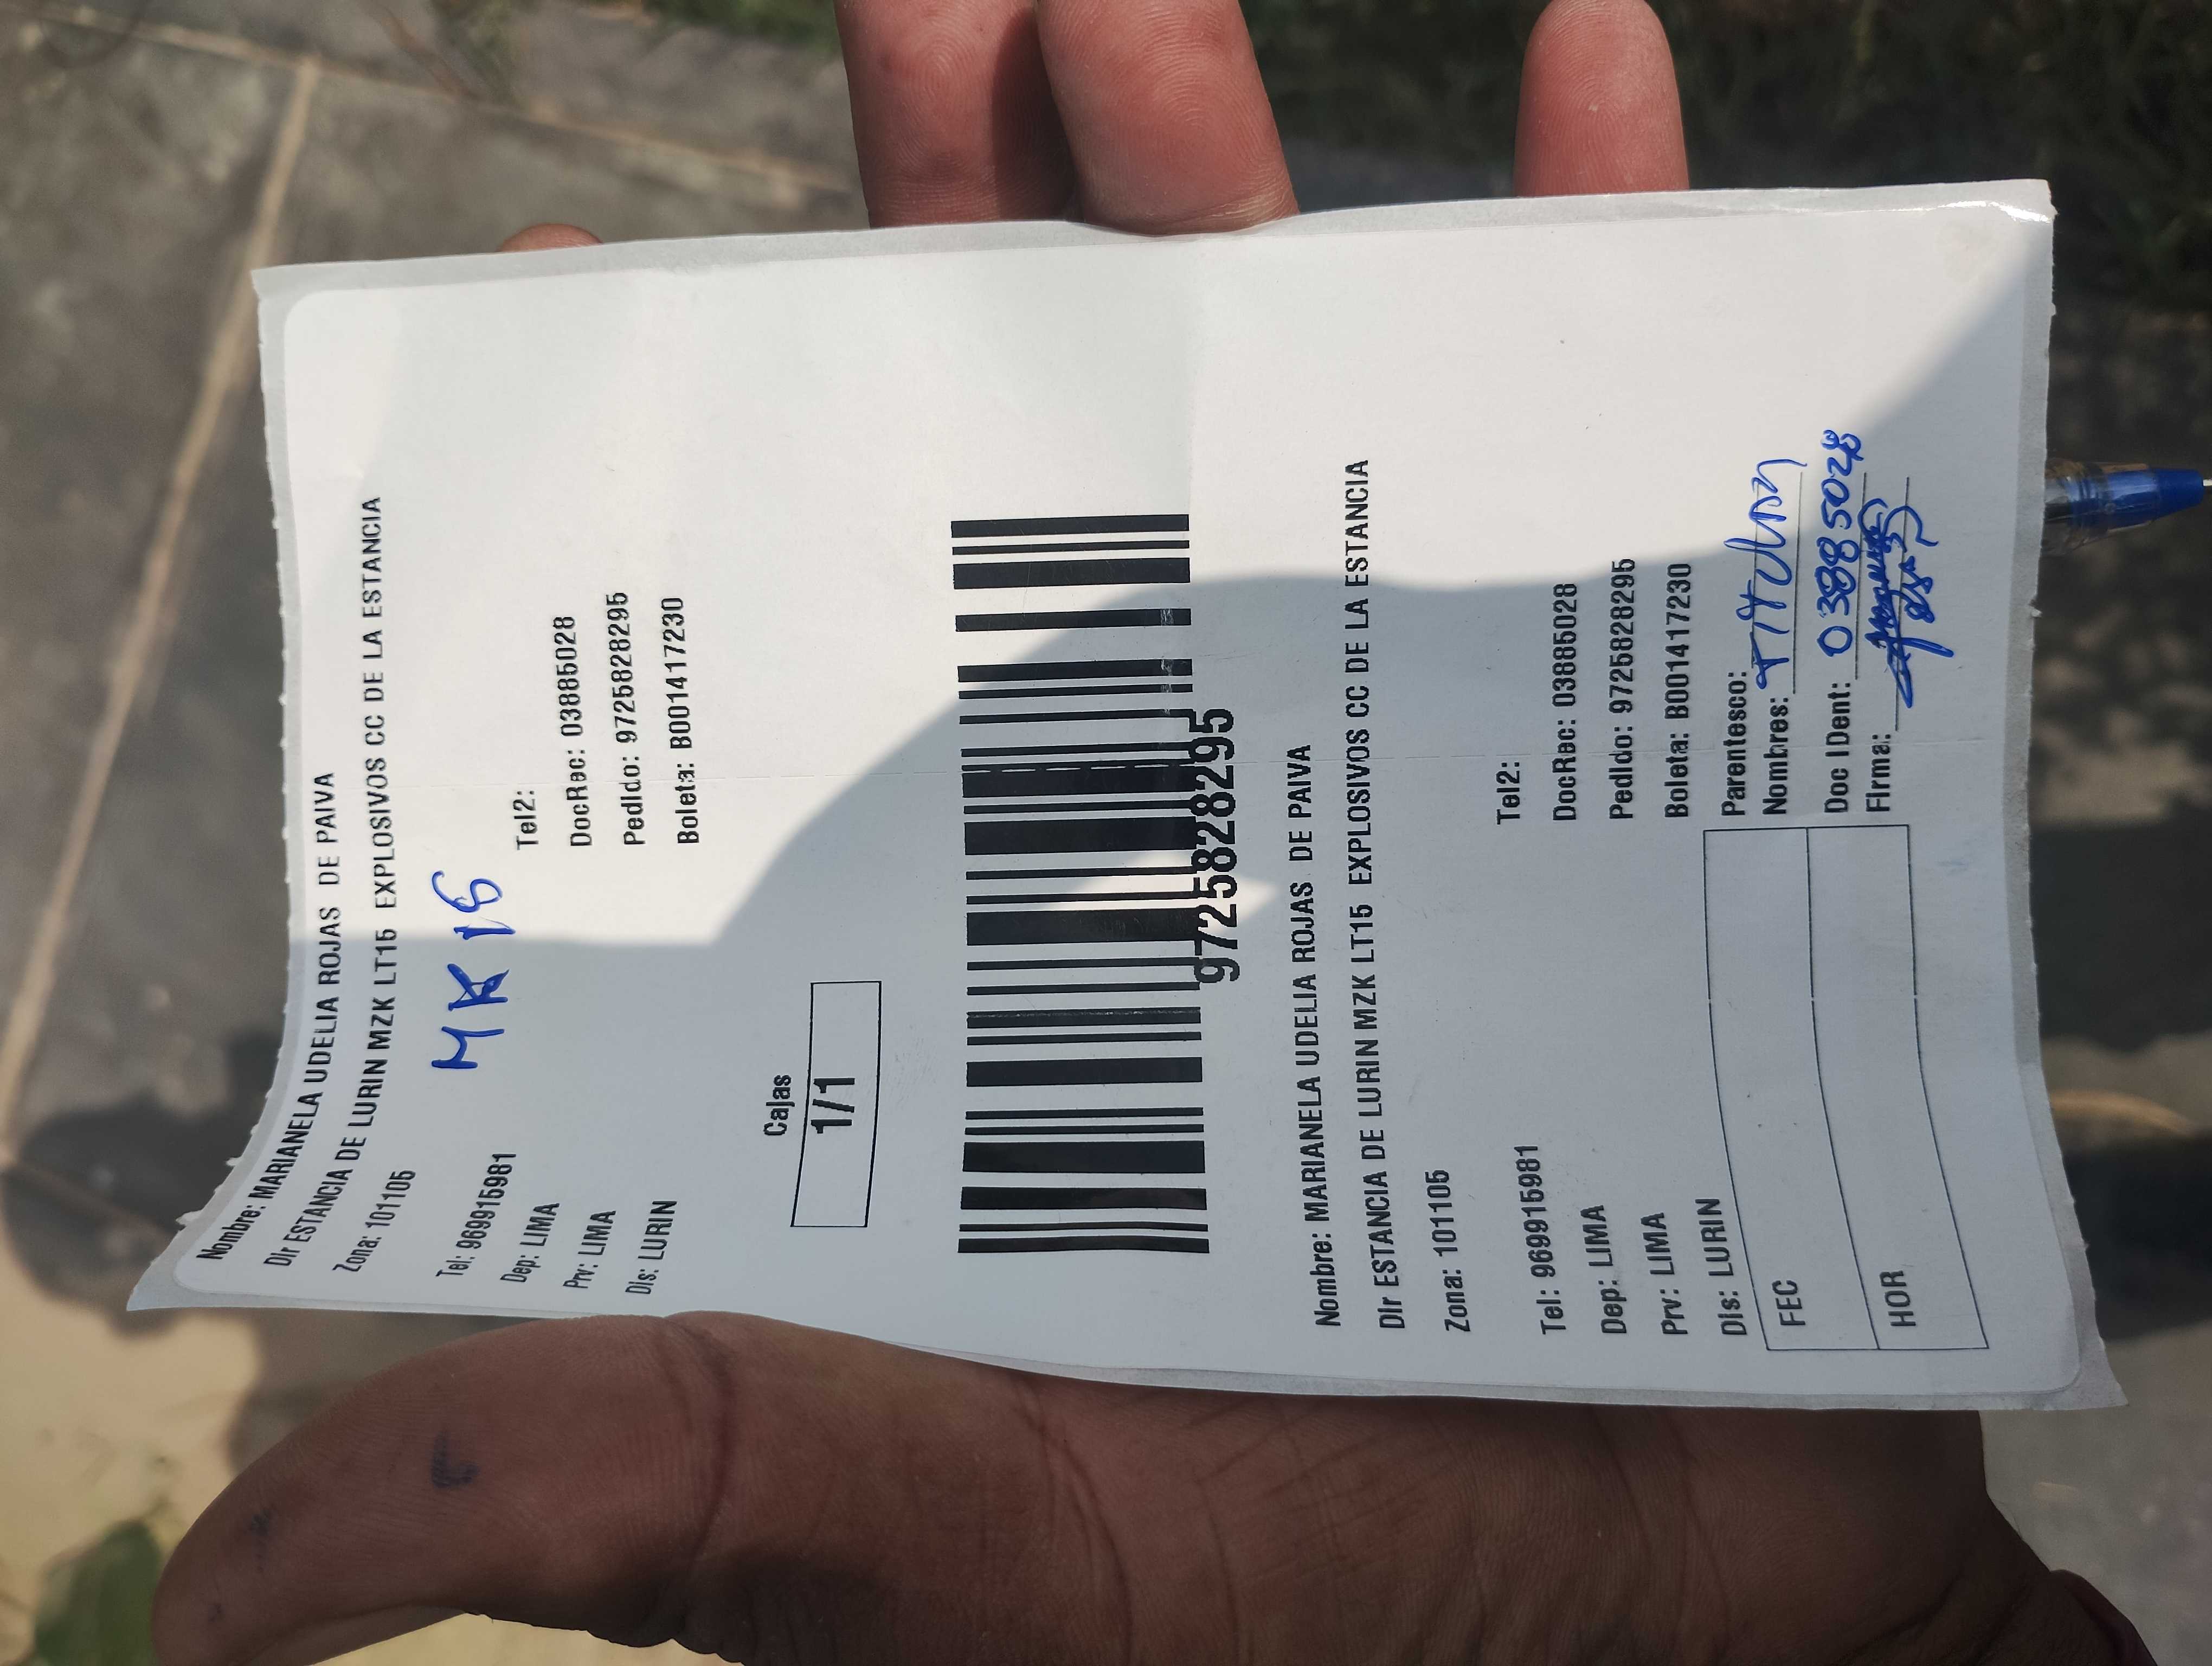 Nombre: MARIANELA UDELIA ROJAS DE PAIVA
Dir ESTANCIA DE LURIN MZK LT15 EXPLOSIVOS CC DE LA ESTANCIA
Zona: 101105
MK 15
Tel: 969915981 Tel2:
Dep: LIMA DocRec: 03885028
Prv: LIMA Pedido: 9725828295
Dis: LURIN Boleta: B001417230
Cajas
1/1
9725828295
Nombre: MARIANELA UDELIA ROJAS DE PAIVA
Dir ESTANCIA DE LURIN MZK LT15 EXPLOSIVOS CC DE LA ESTANCIA
Zona: 101105
Tel: 969915981 Tel2:
Dep: LIMA DocRec: 03885028
Prv: LIMA Pedido: 9725828295
Dis: LURIN Boleta: B001417230
FEC Parentesco:
Nombres: Titular
Doc IDent: 03885028
HOR Firma: